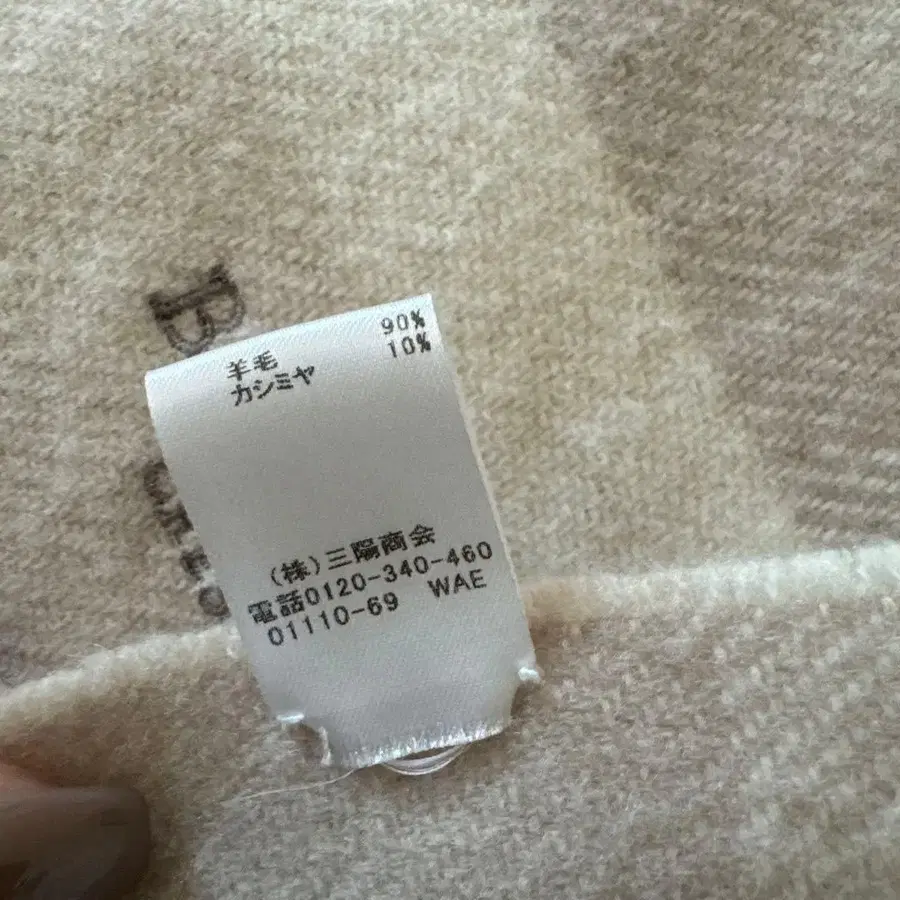 羊毛 90%
カシミヤ 10%
(株)三陽商会
電話0120-340-460
01110-69 WAE
B